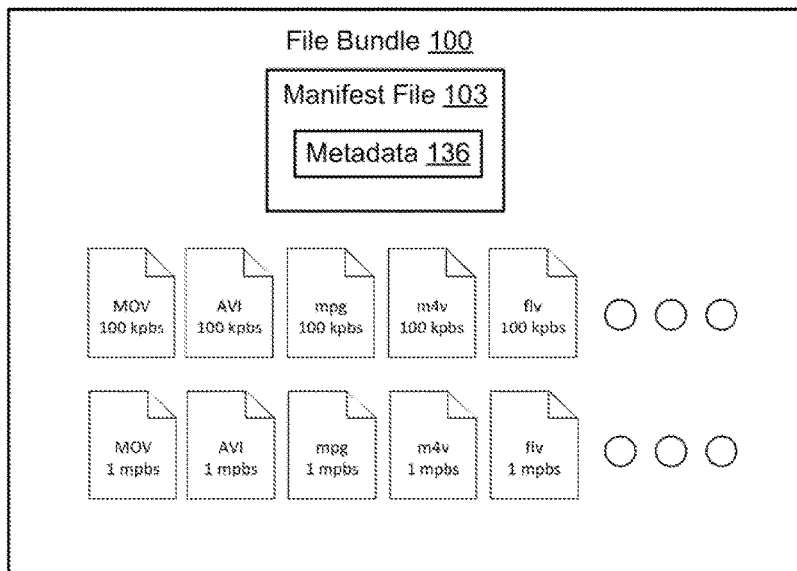 File Bundle 100
Manifest File 103
Metadata 136
MOV AVI mpg m4v flv
100 kpbs 100 kpbs 100 kpbs 100 kpbs 100 kpbs
MOV AVI mpg m4v flv
1 mpbs 1 mpbs 1 mpbs 1 mpbs 1 mpbs